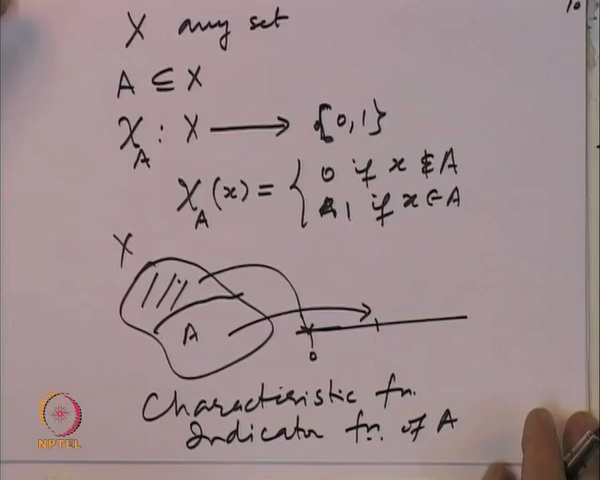 10
X any set
A ⊆ X
χ_A : X ⟶ {0,1}
χ_A(x) = { 0 if x ∉ A
1 if x ∈ A
X
A
0
Characteristic fn.
Indicator fn. of A
NPTEL